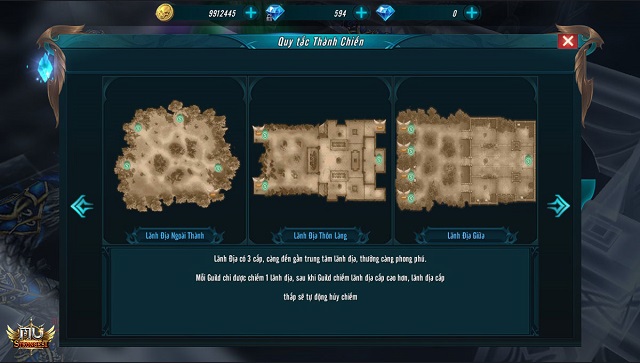 9912445 594 0
Quy tắc Thành Chiến
Lãnh Địa Ngoài Thành Lãnh Địa Thôn Làng Lãnh Địa Giữa
Lãnh Địa có 3 cấp, càng đến gần trung tâm lãnh địa, thưởng càng phong phú.
Mỗi Guild chỉ được chiếm 1 lãnh địa, sau khi Guild chiếm lãnh địa cấp cao hơn, lãnh địa cấp
thấp sẽ tự động hủy chiếm
MU